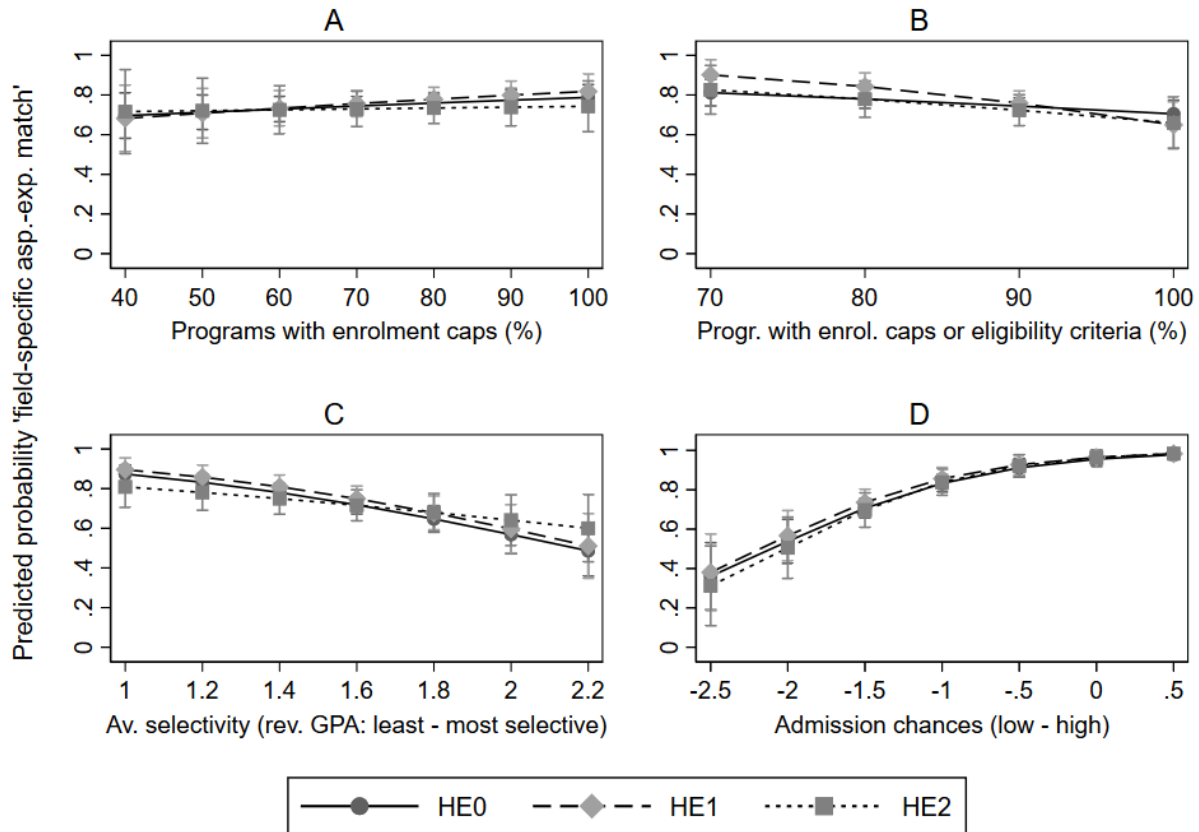 Predicted probability 'field-specific asp.-exp. match'
A
0 .2 .4 .6 .8 1
40 50 60 70 80 90 100
Programs with enrolment caps (%)
B
0 .2 .4 .6 .8 1
70 80 90 100
Progr. with enrol. caps or eligibility criteria (%)
C
0 .2 .4 .6 .8 1
1 1.2 1.4 1.6 1.8 2 2.2
Av. selectivity (rev. GPA: least - most selective)
D
0 .2 .4 .6 .8 1
-2.5 -2 -1.5 -1 -.5 0 .5
Admission chances (low - high)
HE0 HE1 HE2